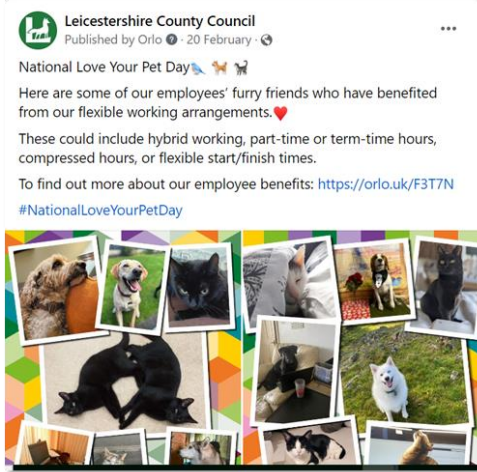 Leicestershire County Council
Published by Orlo · 20 February ·
National Love Your Pet Day
Here are some of our employees' furry friends who have benefited
from our flexible working arrangements.
These could include hybrid working, part-time or term-time hours,
compressed hours, or flexible start/finish times.
To find out more about our employee benefits: https://orlo.uk/F3T7N
#NationalLoveYourPetDay